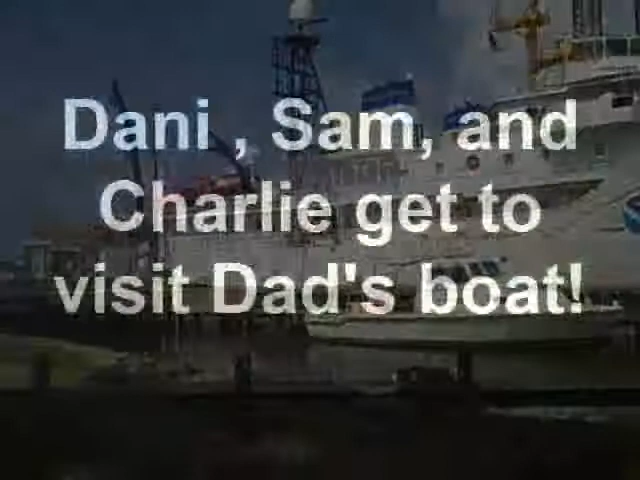 Dani , Sam, and
Charlie get to
visit Dad's boat!